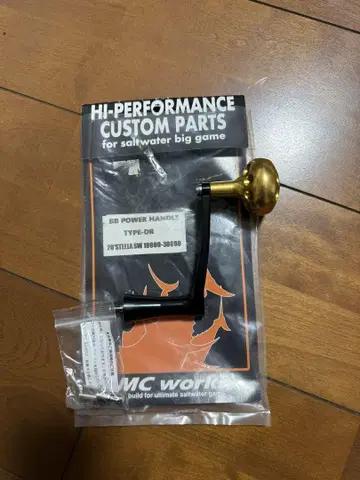 HI-PERFORMANCE
CUSTOM PARTS
for saltwater big game
BB POWER HANDLE
TYPE-DR
20'STELLA SW 18000-30000
MC works
build for ultimate saltwater game